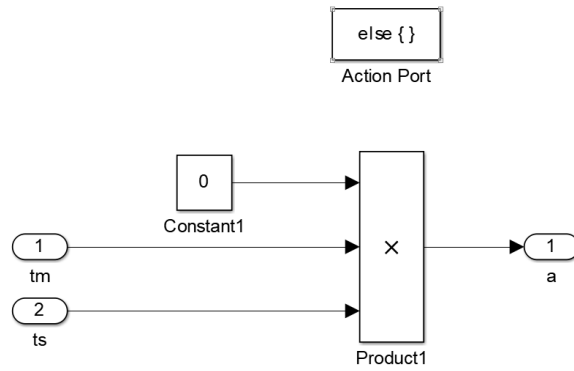 else { }
Action Port
0
Constant1
1
tm
2
ts
×
Product1
1
a